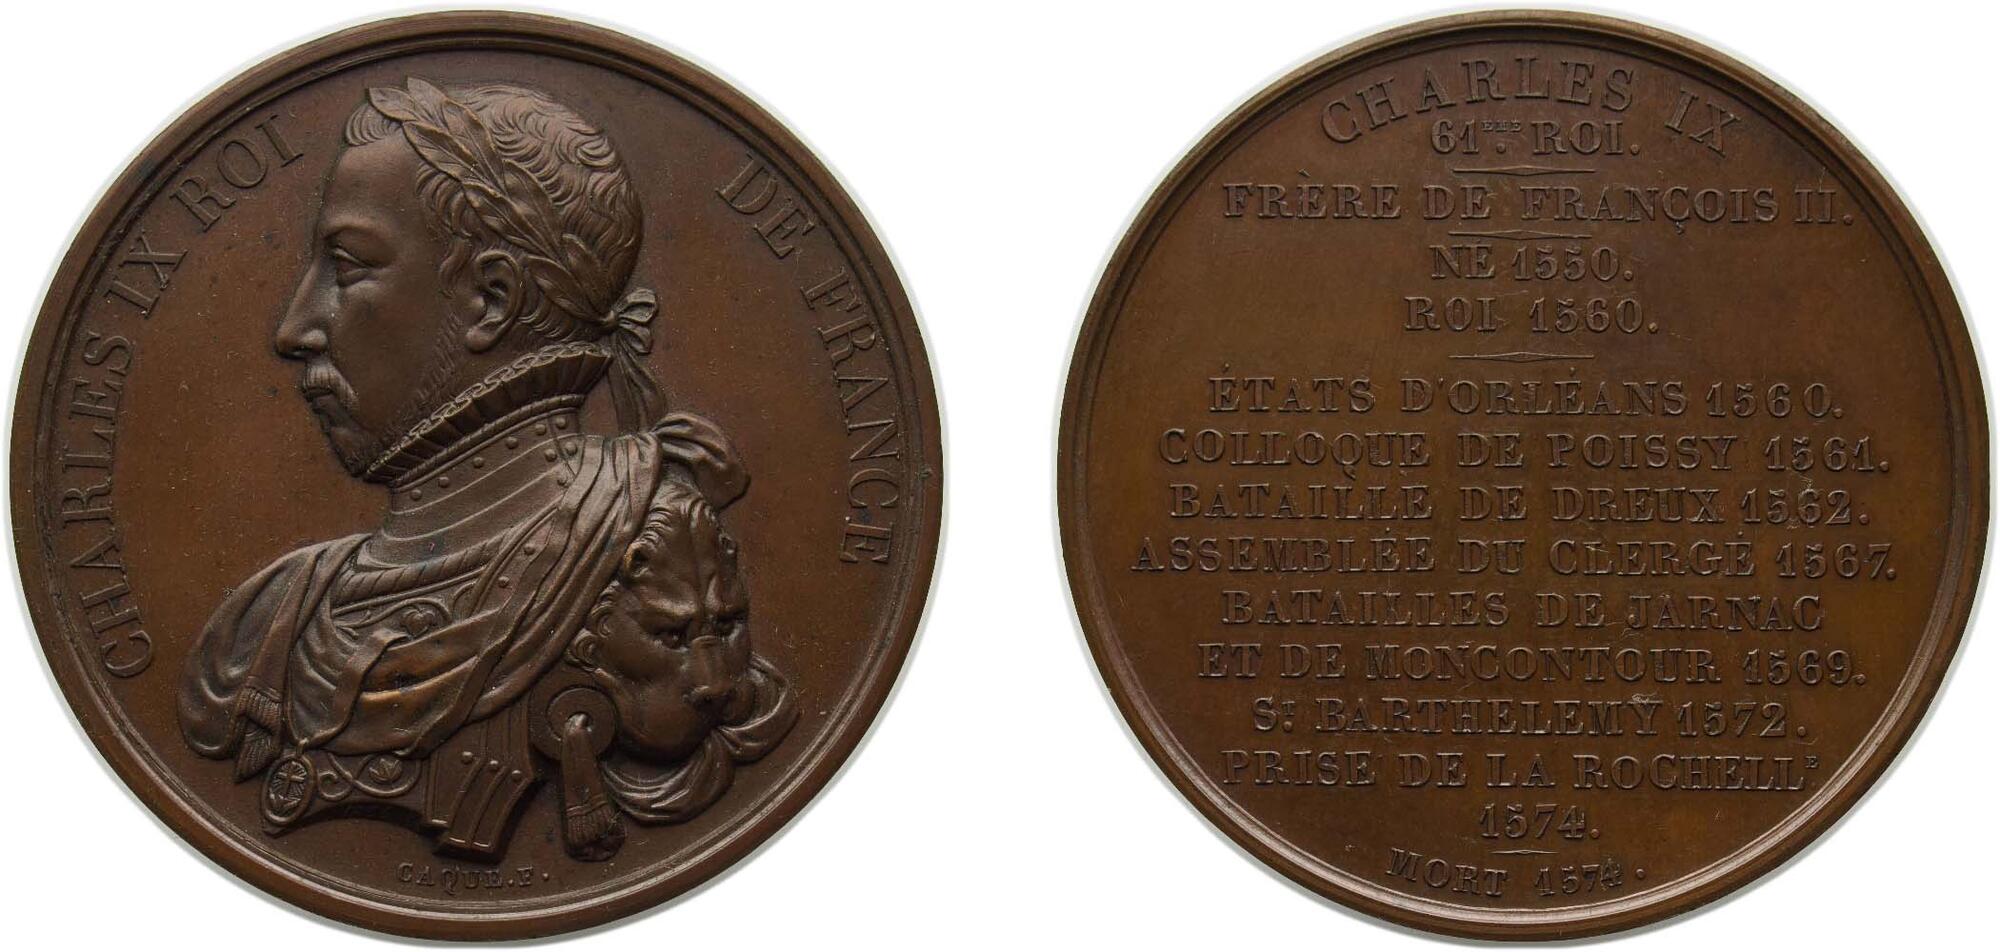 CHARLES IX ROI DE FRANCE
CAQUE.F.
CHARLES IX
61EME. ROI.
FRÈRE DE FRANÇOIS II.
NÉ 1550.
ROI 1560.
ÉTATS D'ORLÉANS 1560.
COLLOQUE DE POISSY 1561.
BATAILLE DE DREUX 1562.
ASSEMBLÉE DU CLERGÉ 1567.
BATAILLES DE JARNAC
ET DE MONCONTOUR 1569.
ST. BARTHELEMY 1572.
PRISE DE LA ROCHELLE
1574.
MORT 1574.